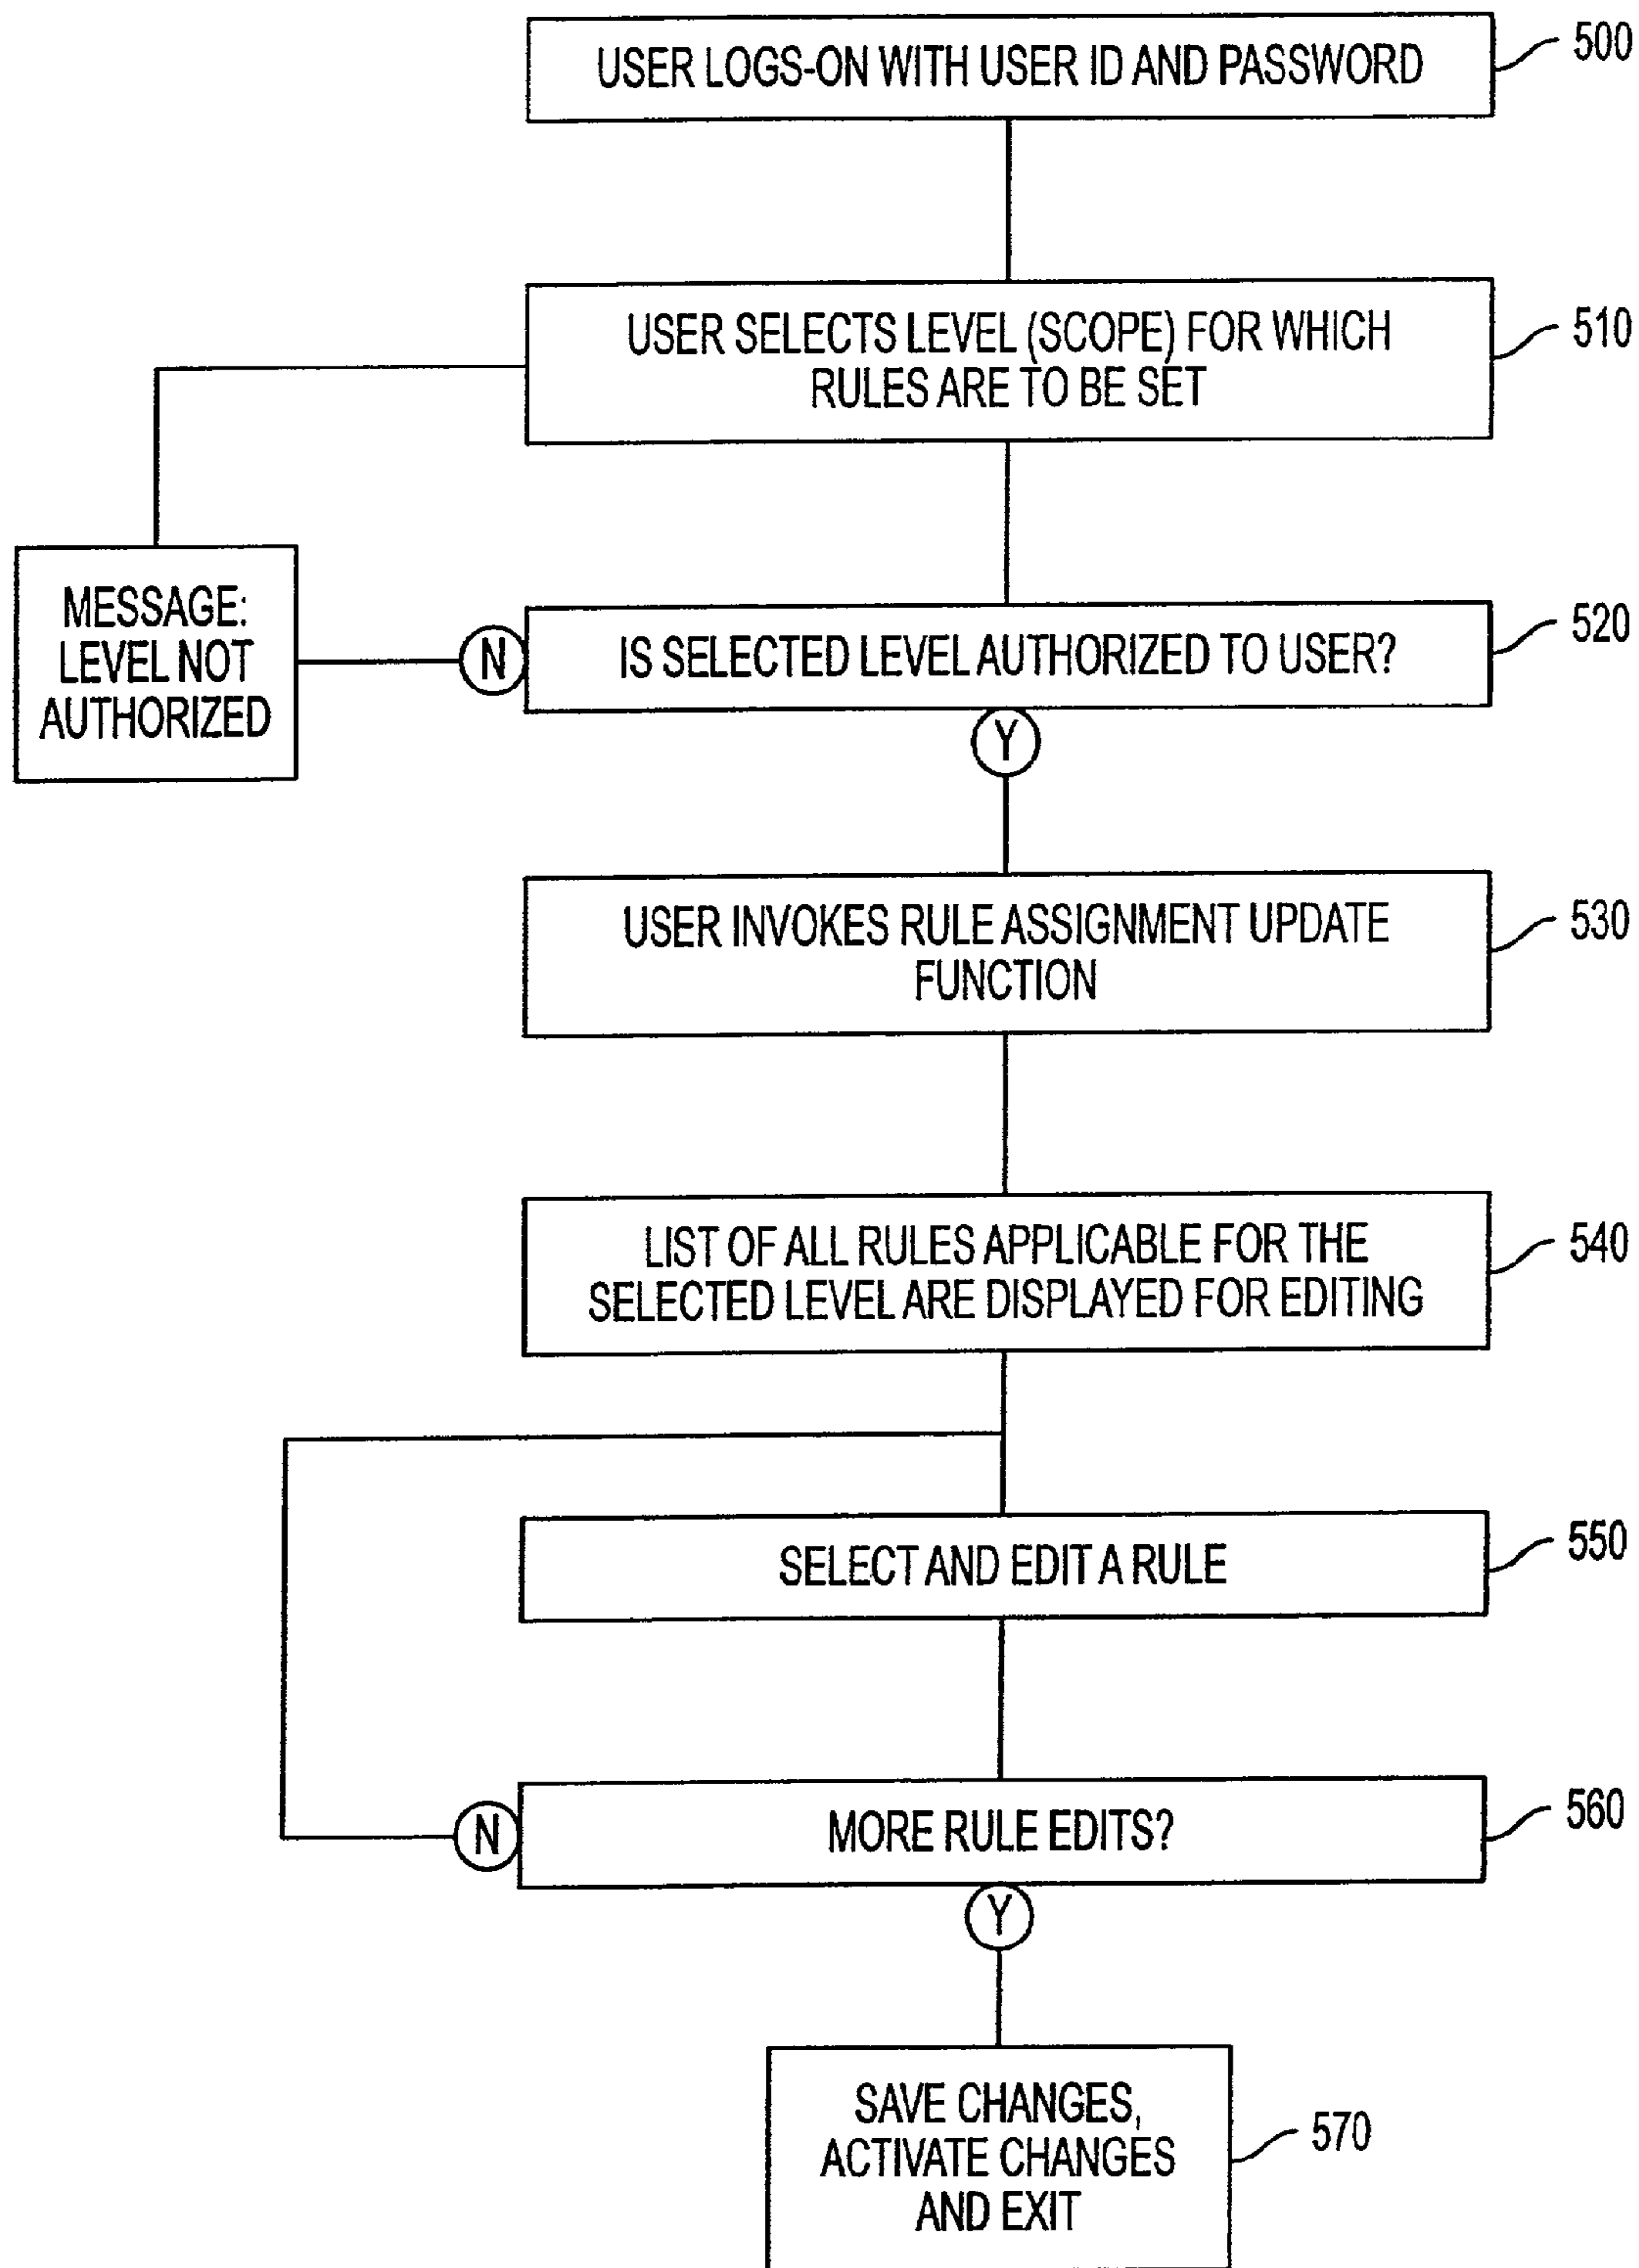 USER LOGS-ON WITH USER ID AND PASSWORD
500
USER SELECTS LEVEL (SCOPE) FOR WHICH
RULES ARE TO BE SET
510
MESSAGE:
LEVEL NOT
AUTHORIZED
N
IS SELECTED LEVEL AUTHORIZED TO USER?
520
Y
USER INVOKES RULE ASSIGNMENT UPDATE
FUNCTION
530
LIST OF ALL RULES APPLICABLE FOR THE
SELECTED LEVEL ARE DISPLAYED FOR EDITING
540
SELECT AND EDIT A RULE
550
N
MORE RULE EDITS?
560
Y
SAVE CHANGES,
ACTIVATE CHANGES
AND EXIT
570